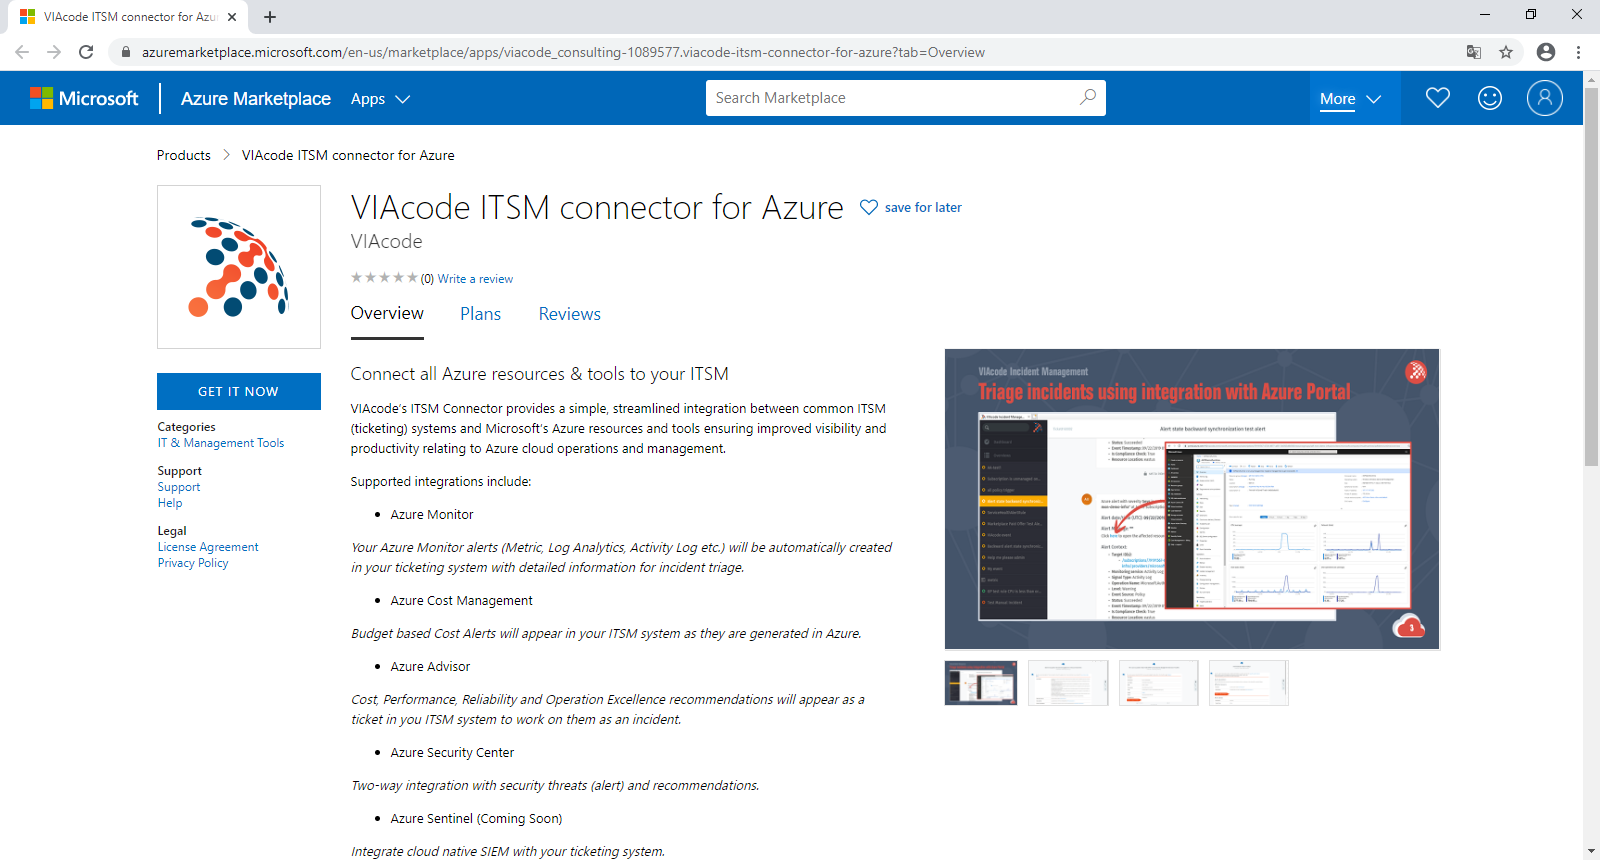 VIAcode ITSM connector for Azu
azuremarketplace.microsoft.com/en-us/marketplace/apps/viacode_consulting-1089577.viacode-itsm-connector-for-azure?tab=Overview
Microsoft
Azure Marketplace
Apps
Search Marketplace
More
Products > VIAcode ITSM connector for Azure
VIAcode ITSM connector for Azure
save for later
VIAcode
(0) Write a review
Overview
Plans
Reviews
GET IT NOW
Categories
IT & Management Tools
Support
Support
Help
Legal
License Agreement
Privacy Policy
Connect all Azure resources & tools to your ITSM
VIAcode's ITSM Connector provides a simple, streamlined integration between common ITSM
(ticketing) systems and Microsoft's Azure resources and tools ensuring improved visibility and
productivity relating to Azure cloud operations and management.
Supported integrations include:
• Azure Monitor
Your Azure Monitor alerts (Metric, Log Analytics, Activity Log etc.) will be automatically created
in your ticketing system with detailed information for incident triage.
• Azure Cost Management
Budget based Cost Alerts will appear in your ITSM system as they are generated in Azure.
• Azure Advisor
Cost, Performance, Reliability and Operation Excellence recommendations will appear as a
ticket in you ITSM system to work on them as an incident.
• Azure Security Center
Two-way integration with security threats (alert) and recommendations.
• Azure Sentinel (Coming Soon)
Integrate cloud native SIEM with your ticketing system.
VIAcode Incident Management
Triage incidents using integration with Azure Portal
Alert state backward synchronization test alert
Alert Context
3